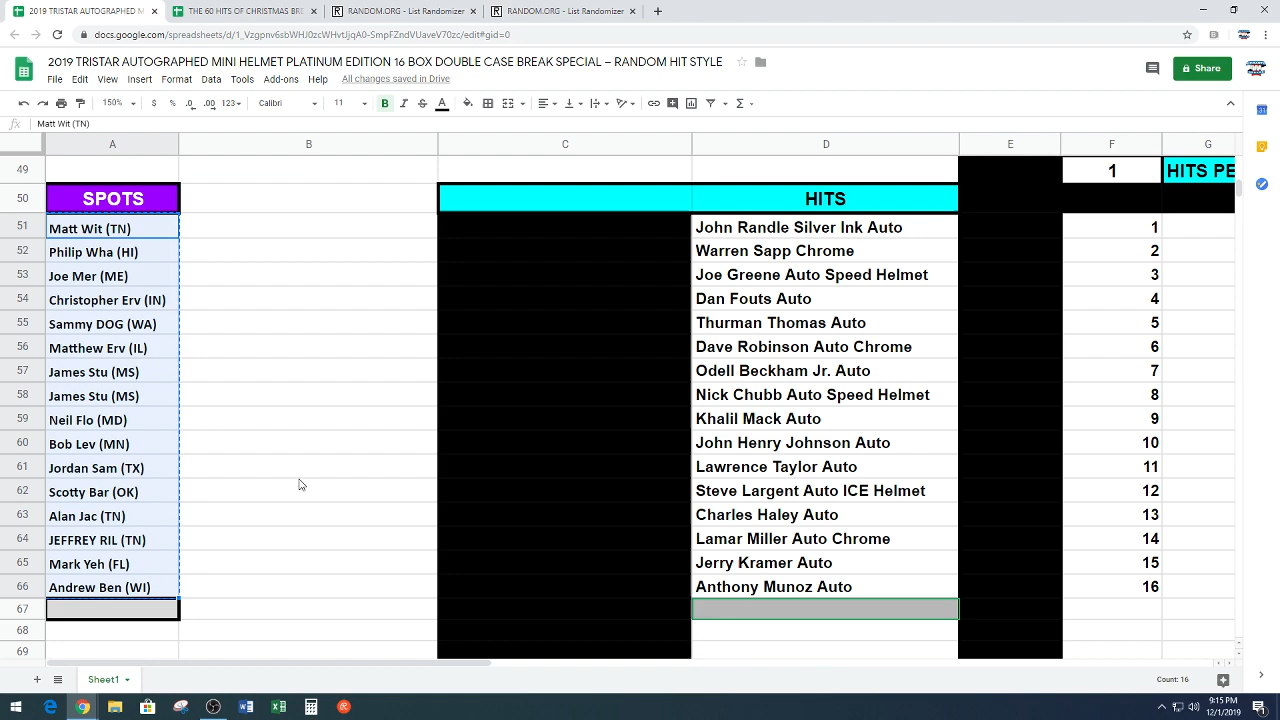 2019 TRISTAR AUTOGRAPHED M
THE 60 HITS OF CHRISTMAS BRE
RANDOM.ORG - List Randomizer
RANDOM.ORG - List Randomizer
docs.google.com/spreadsheets/d/1_Vzgpnv6sbWHJ0zcWHvtJjqA0-SmpFZndVUaveV70zc/edit#gid=0
2019 TRISTAR AUTOGRAPHED MINI HELMET PLATINUM EDITION 16 BOX DOUBLE CASE BREAK SPECIAL – RANDOM HIT STYLE
File Edit View Insert Format Data Tools Add-ons Help All changes saved in Drive
Share
150% $ % .0 .00 123 Calibri 11 B I S A
fx Matt Wit (TN)
A B C D E F G
49 1 HITS PE
50 SPOTS HITS
51 Matt Wit (TN) John Randle Silver Ink Auto 1
52 Philip Wha (HI) Warren Sapp Chrome 2
53 Joe Mer (ME) Joe Greene Auto Speed Helmet 3
54 Christopher Erv (IN) Dan Fouts Auto 4
55 Sammy DOG (WA) Thurman Thomas Auto 5
56 Matthew Erv (IL) Dave Robinson Auto Chrome 6
57 James Stu (MS) Odell Beckham Jr. Auto 7
58 James Stu (MS) Nick Chubb Auto Speed Helmet 8
59 Neil Flo (MD) Khalil Mack Auto 9
60 Bob Lev (MN) John Henry Johnson Auto 10
61 Jordan Sam (TX) Lawrence Taylor Auto 11
62 Scotty Bar (OK) Steve Largent Auto ICE Helmet 12
63 Alan Jac (TN) Charles Haley Auto 13
64 JEFFREY RIL (TN) Lamar Miller Auto Chrome 14
65 Mark Yeh (FL) Jerry Kramer Auto 15
66 Andrew Ben (WI) Anthony Munoz Auto 16
67
68
69
Sheet1
Count: 16
9:15 PM
12/1/2019